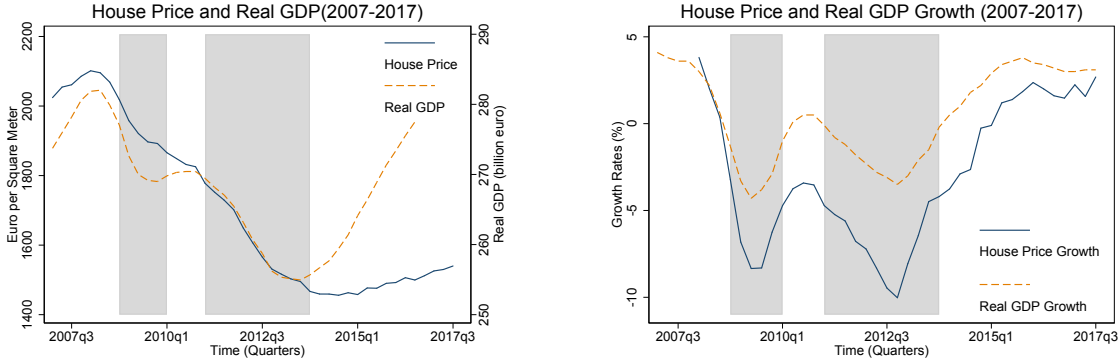 House Price and Real GDP(2007-2017)
2200
2000
1800
1600
1400
Euro per Square Meter
290
280
270
260
250
Real GDP (billion euro)
House Price
Real GDP
2007q3 2010q1 2012q3 2015q1 2017q3
Time (Quarters)
House Price and Real GDP Growth (2007-2017)
5
0
-5
-10
Growth Rates (%)
House Price Growth
Real GDP Growth
2007q3 2010q1 2012q3 2015q1 2017q3
Time (Quarters)